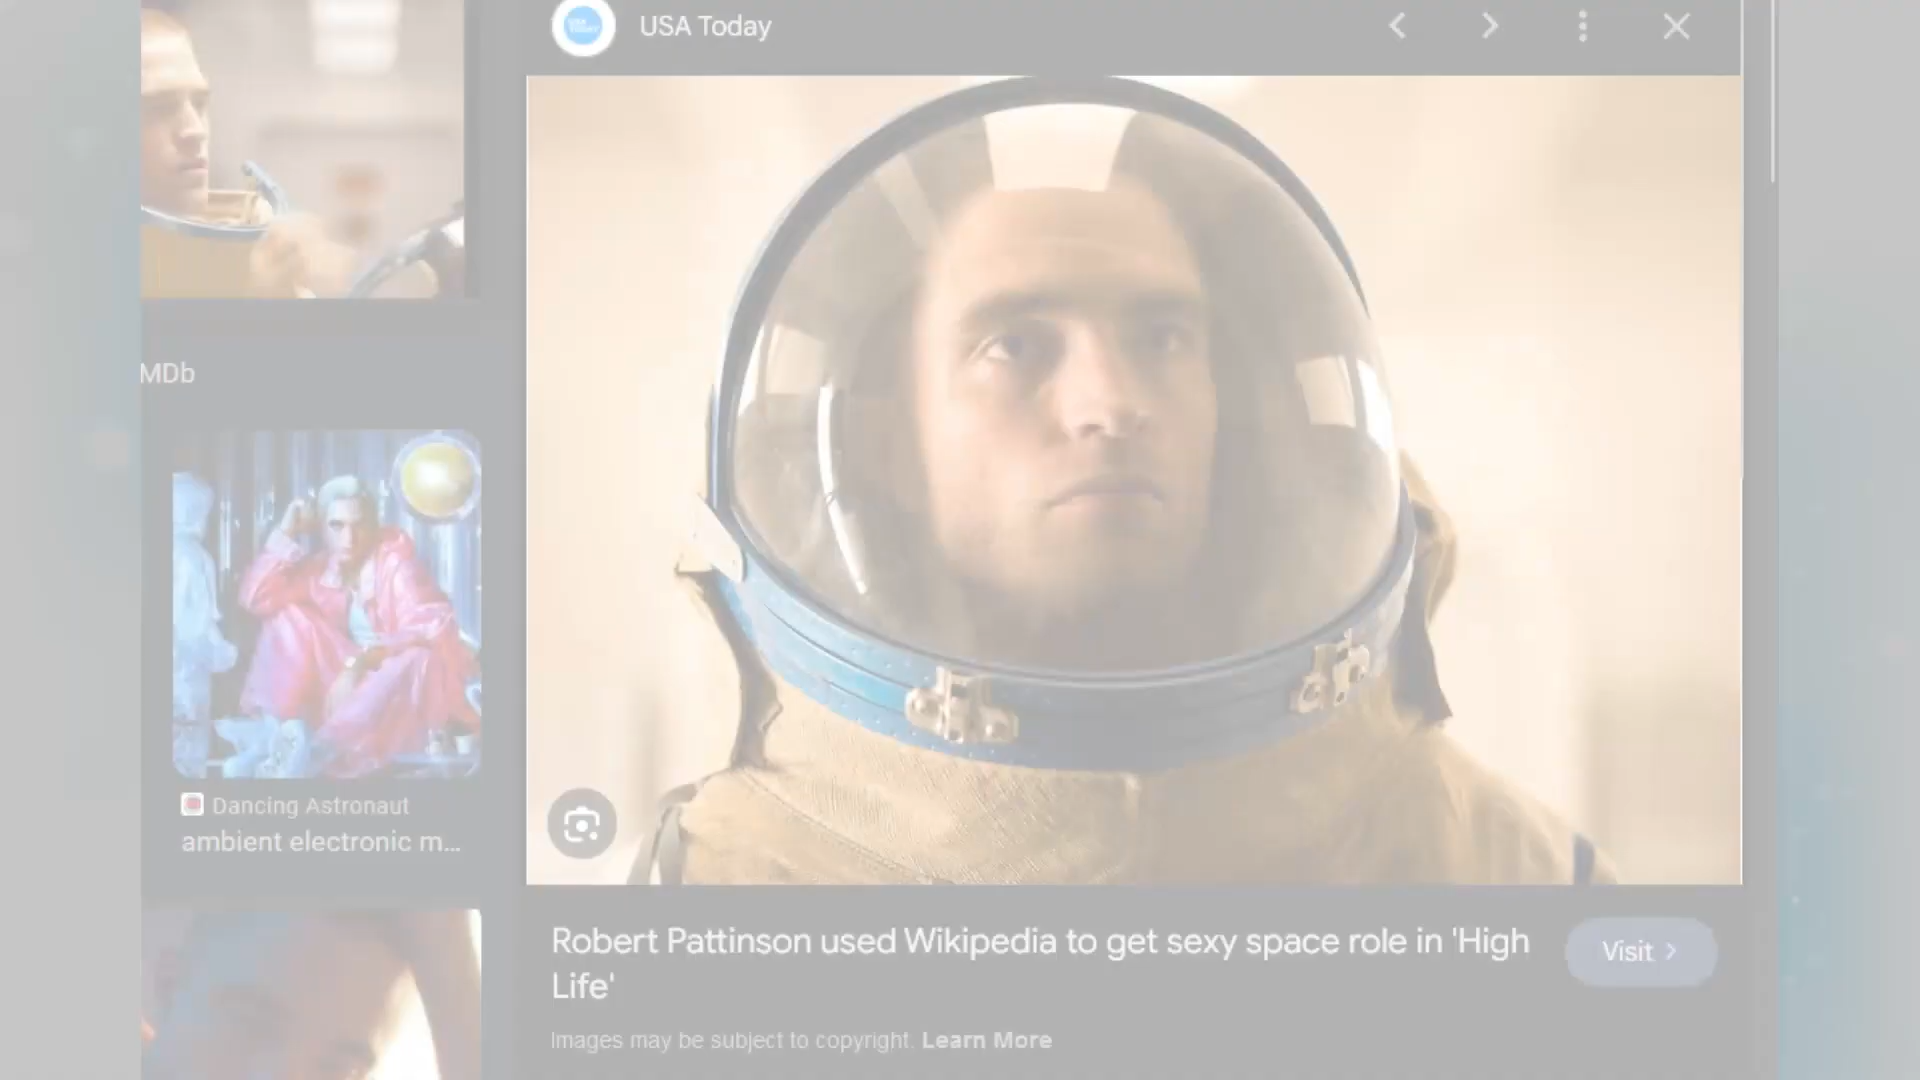 USA Today
MDb
Dancing Astronaut
ambient electronic m...
Robert Pattinson used Wikipedia to get sexy space role in 'High
Life'
Visit
Images may be subject to copyright. Learn More